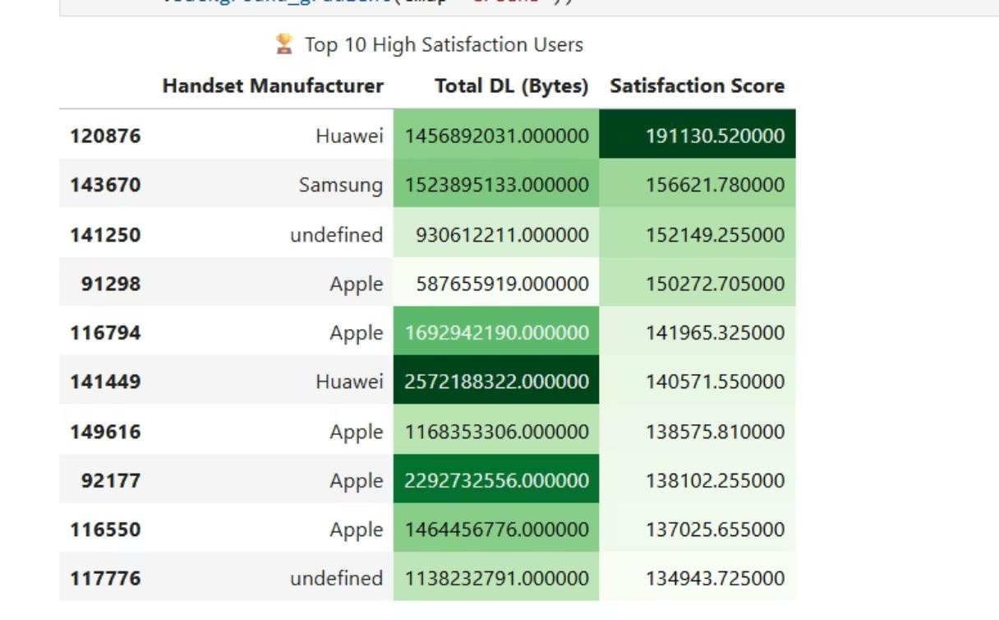 🏆 Top 10 High Satisfaction Users
Handset Manufacturer Total DL (Bytes) Satisfaction Score
120876 Huawei 1456892031.000000 191130.520000
143670 Samsung 1523895133.000000 156621.780000
141250 undefined 930612211.000000 152149.255000
91298 Apple 587655919.000000 150272.705000
116794 Apple 1692942190.000000 141965.325000
141449 Huawei 2572188322.000000 140571.550000
149616 Apple 1168353306.000000 138575.810000
92177 Apple 2292732556.000000 138102.255000
116550 Apple 1464456776.000000 137025.655000
117776 undefined 1138232791.000000 134943.725000